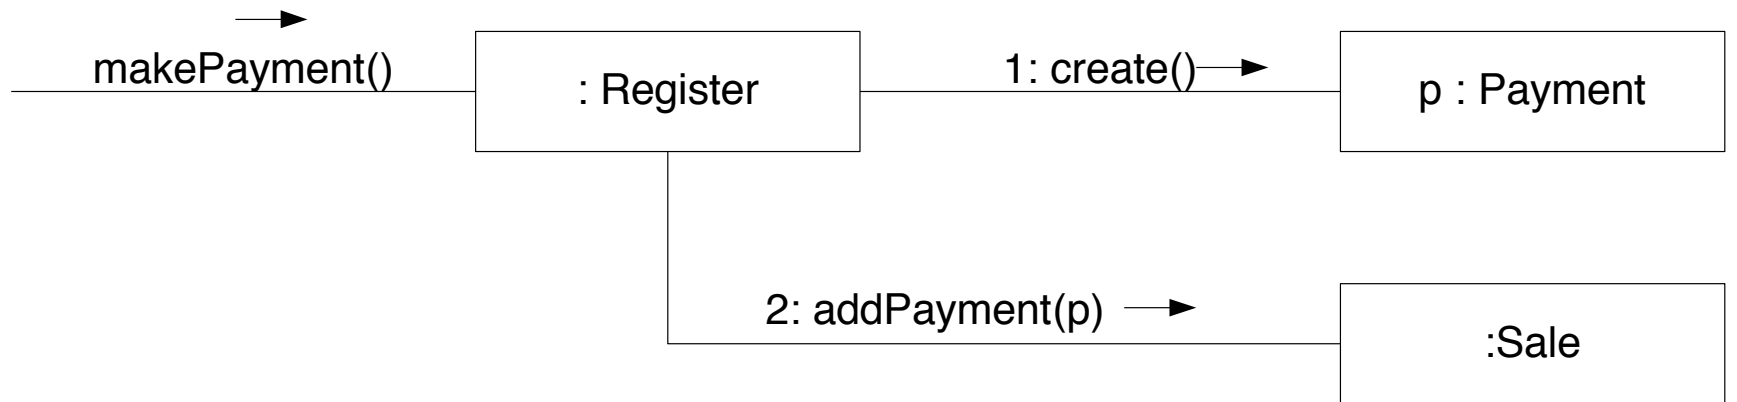 makePayment()
: Register
1: create()
p : Payment
2: addPayment(p)
:Sale